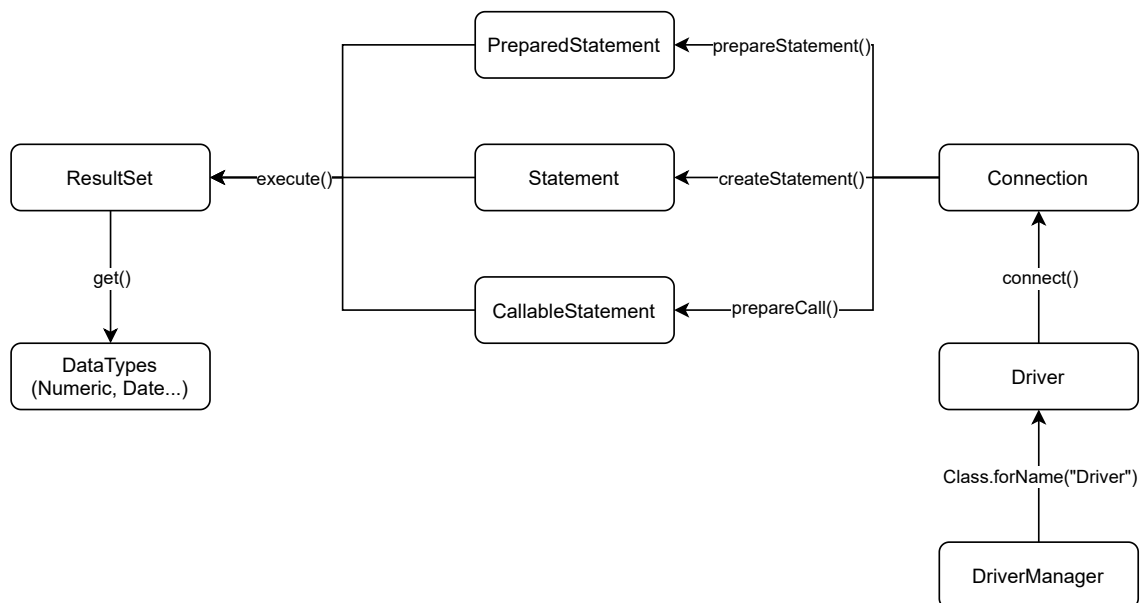 PreparedStatement
prepareStatement()
ResultSet
execute()
Statement
createStatement()
Connection
get()
connect()
CallableStatement
prepareCall()
DataTypes
(Numeric, Date...)
Driver
Class.forName("Driver")
DriverManager